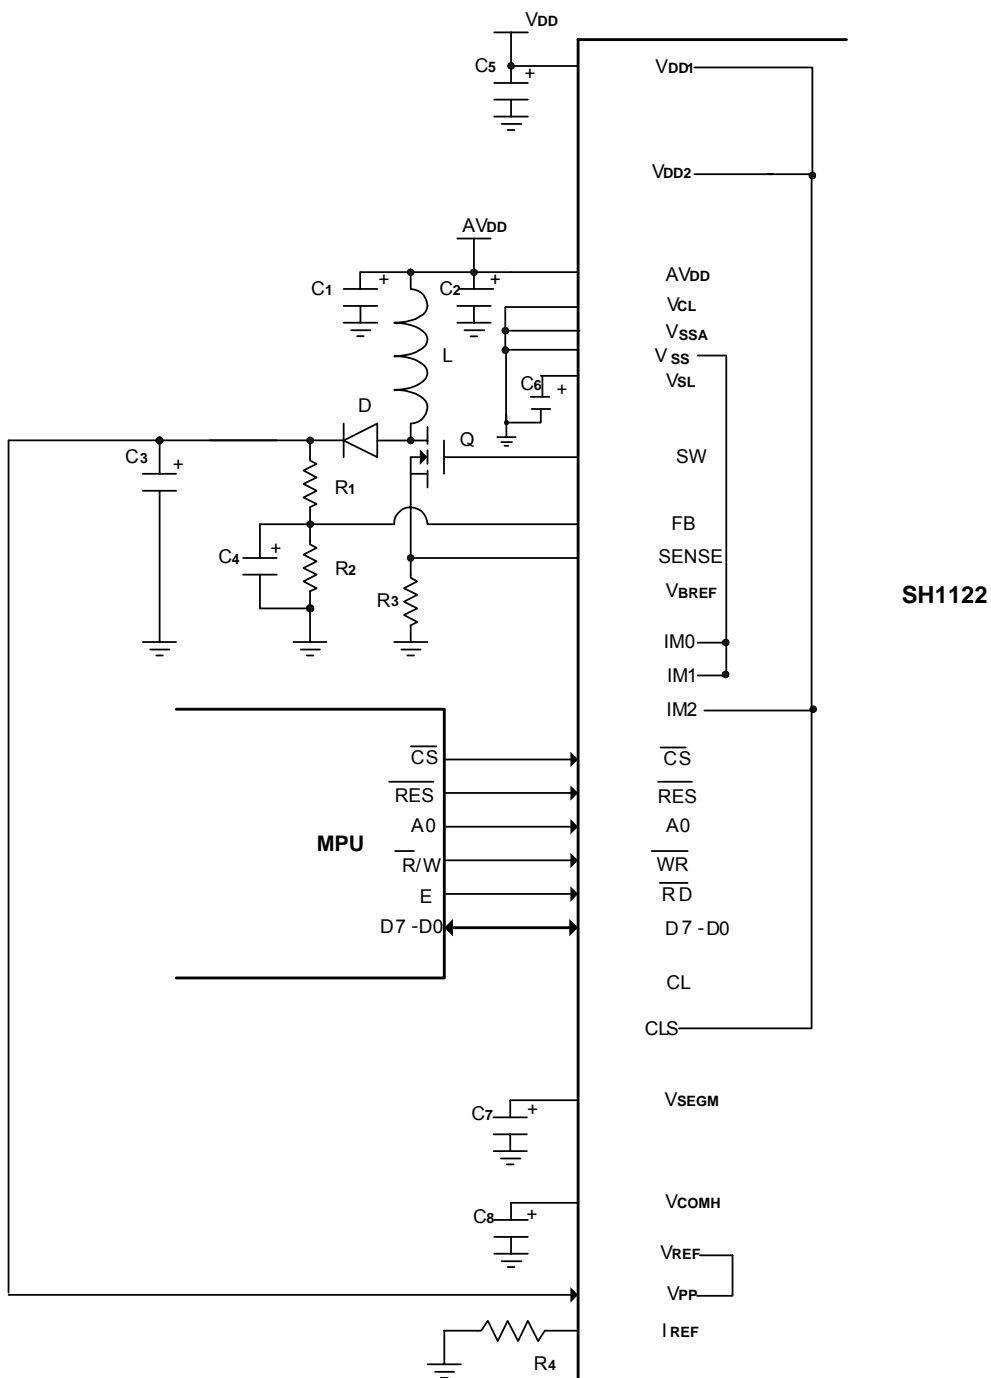 VDD
C5
VDD1
VDD2
AVDD
C1
C2
AVDD
VCL
VSSA
VSS
VSL
L
C6
D
Q
SW
C3
R1
FB
C4
R2
SENSE
R3
VBREF
SH1122
IM0
IM1
IM2
CS
CS
RES
RES
A0
A0
MPU
R/W
WR
E
RD
D7 -D0
D7 -D0
CL
CLS
C7
VSEGM
C8
VCOMH
VREF
VPP
IREF
R4
+
+
+
+
+
+
+
+